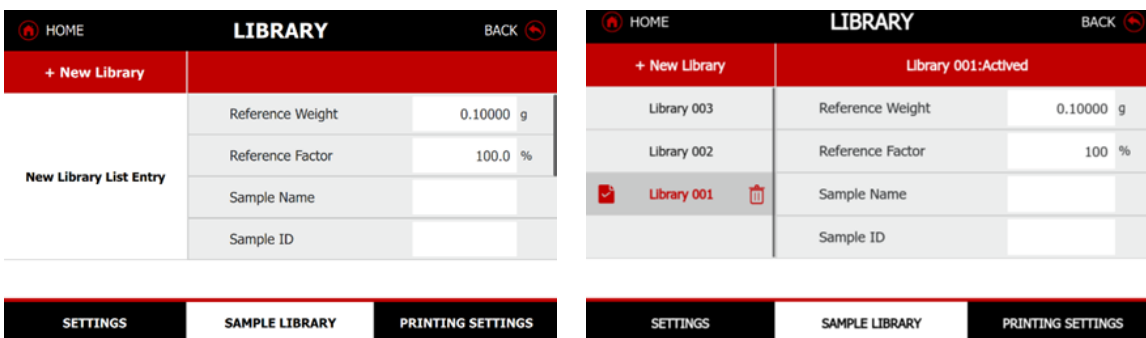 HOME LIBRARY BACK
+ New Library
Reference Weight 0.10000 g
Reference Factor 100.0 %
New Library List Entry
Sample Name
Sample ID
SETTINGS SAMPLE LIBRARY PRINTING SETTINGS
HOME LIBRARY BACK
+ New Library Library 001:Actived
Library 003 Reference Weight 0.10000 g
Library 002 Reference Factor 100 %
Library 001 Sample Name
Sample ID
SETTINGS SAMPLE LIBRARY PRINTING SETTINGS